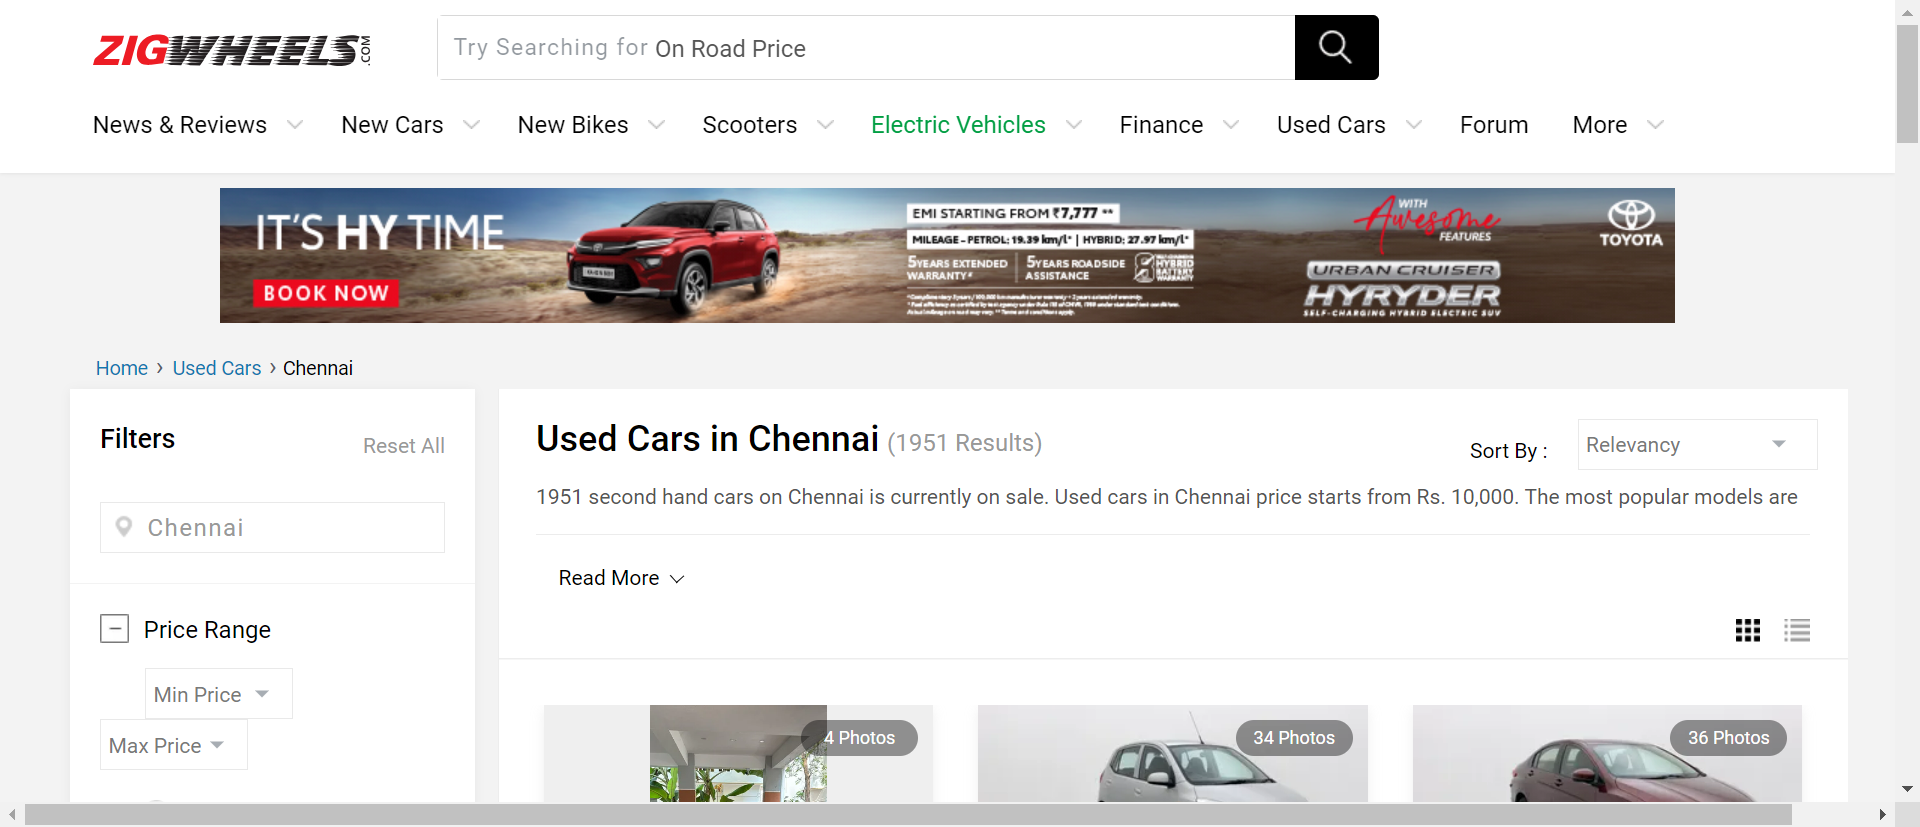 ZIGWHEELS.COM
Try Searching for On Road Price
News & Reviews
New Cars
New Bikes
Scooters
Electric Vehicles
Finance
Used Cars
Forum
More
IT'S HY TIME
BOOK NOW
EMI STARTING FROM ₹7,777 **
MILEAGE - PETROL: 19.39 km/l* | HYBRID: 27.97 km/l*
5 YEARS EXTENDED
WARRANTY*
5 YEARS ROADSIDE
ASSISTANCE
HYBRID
BATTERY
WARRANTY
WITH
Awesome
FEATURES
URBAN CRUISER
HYRYDER
SELF-CHARGING HYBRID ELECTRIC SUV
TOYOTA
Home › Used Cars › Chennai
Filters
Reset All
Chennai
Price Range
Min Price
Max Price
Used Cars in Chennai (1951 Results)
Sort By :
Relevancy
1951 second hand cars on Chennai is currently on sale. Used cars in Chennai price starts from Rs. 10,000. The most popular models are
Read More
4 Photos
34 Photos
36 Photos